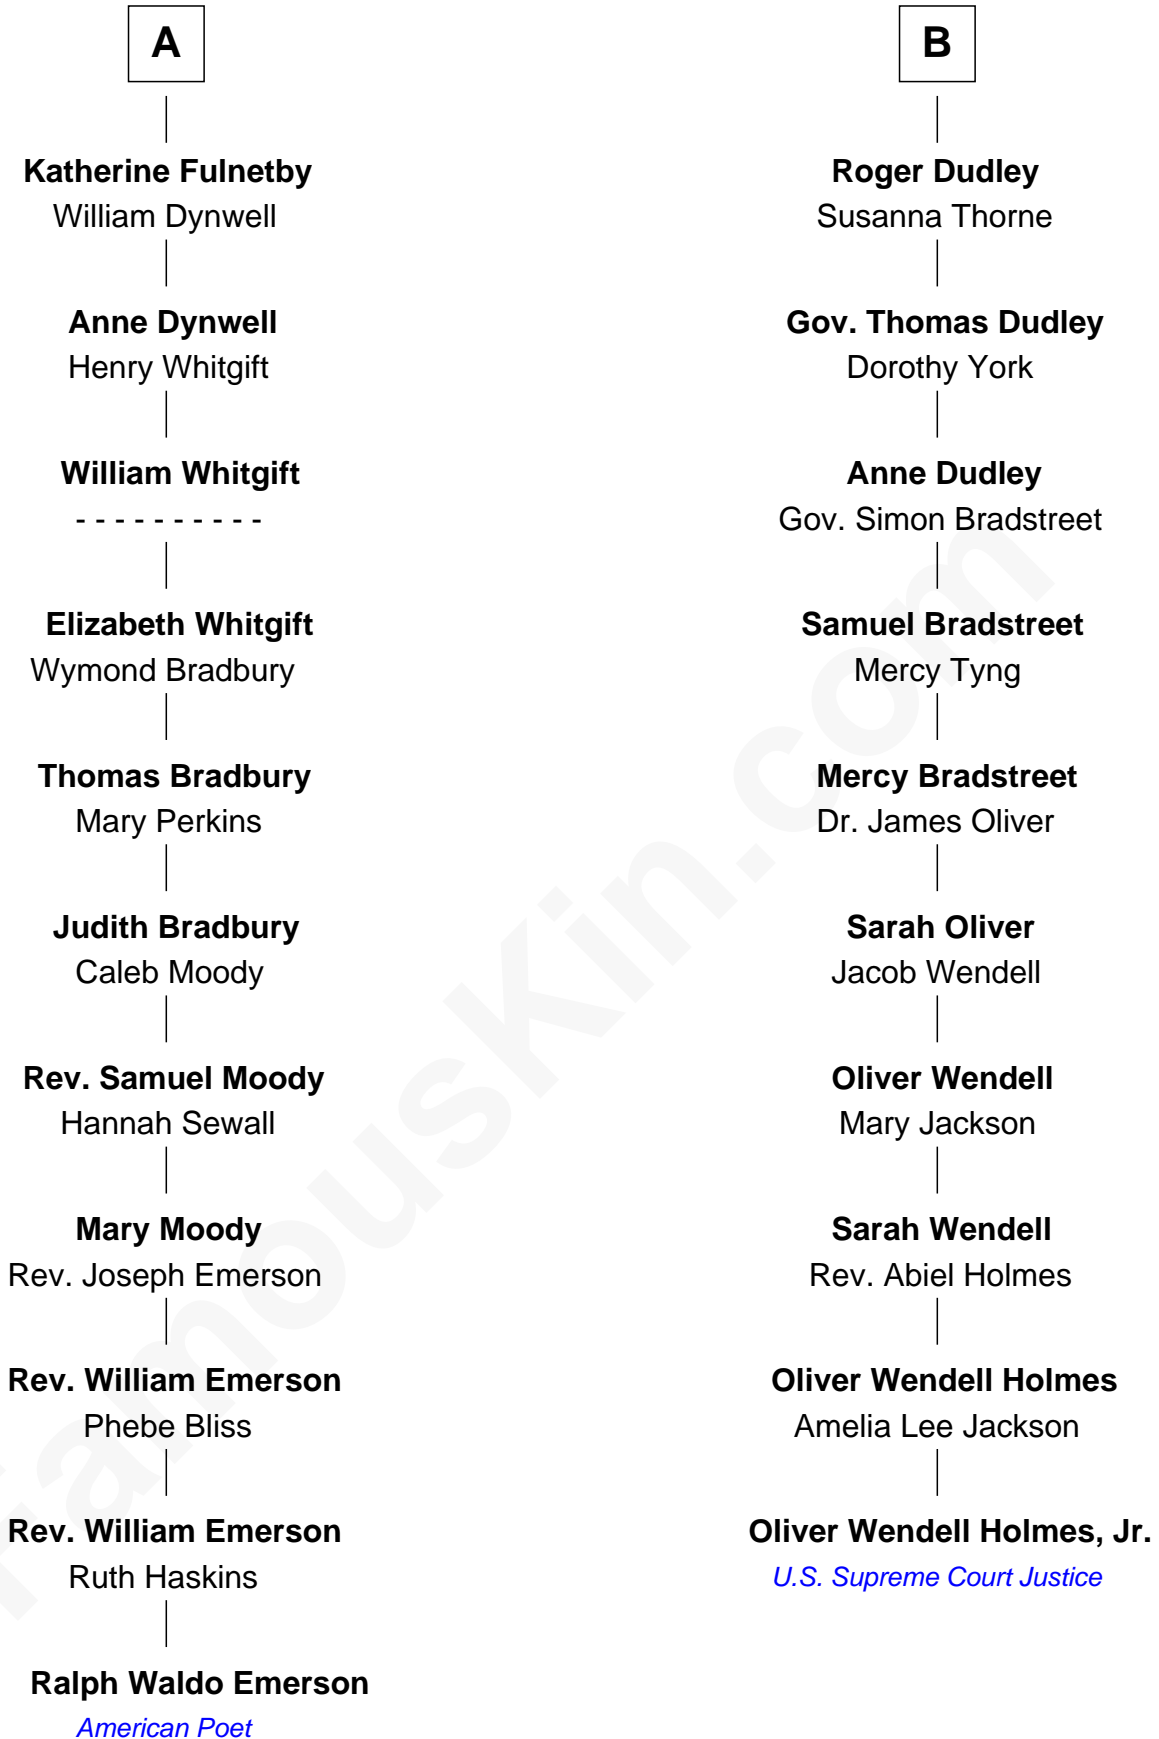 A
Katherine Fulnetby
William Dynwell
Anne Dynwell
Henry Whitgift
William Whitgift
- - - - - - - - - -
Elizabeth Whitgift
Wymond Bradbury
Thomas Bradbury
Mary Perkins
Judith Bradbury
Caleb Moody
Rev. Samuel Moody
Hannah Sewall
Mary Moody
Rev. Joseph Emerson
Rev. William Emerson
Phebe Bliss
Rev. William Emerson
Ruth Haskins
Ralph Waldo Emerson
American Poet
B
Roger Dudley
Susanna Thorne
Gov. Thomas Dudley
Dorothy York
Anne Dudley
Gov. Simon Bradstreet
Samuel Bradstreet
Mercy Tyng
Mercy Bradstreet
Dr. James Oliver
Sarah Oliver
Jacob Wendell
Oliver Wendell
Mary Jackson
Sarah Wendell
Rev. Abiel Holmes
Oliver Wendell Holmes
Amelia Lee Jackson
Oliver Wendell Holmes, Jr.
U.S. Supreme Court Justice
FamousKin.com